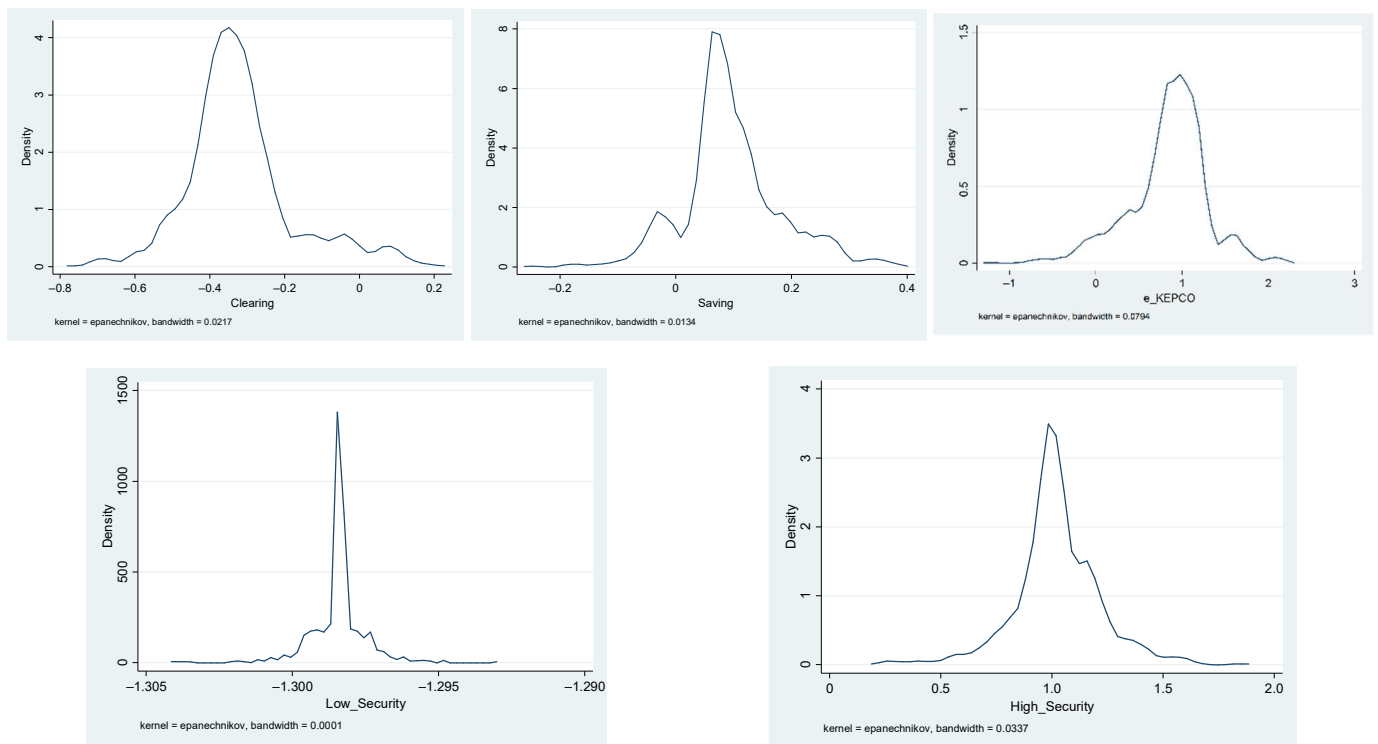 Density
4
3
2
1
0
–0.8 –0.6 –0.4 –0.2 0 0.2
Clearing
kernel = epanechnikov, bandwidth = 0.0217
Density
8
6
4
2
0
–0.2 0 0.2 0.4
Saving
kernel = epanechnikov, bandwidth = 0.0134
Density
1.5
1
0.5
0
–1 0 1 2 3
e_KEPCO
kernel = epanechnikov, bandwidth = 0.0794
Density
1500
1000
500
0
–1.305 –1.300 –1.295 –1.290
Low_Security
kernel = epanechnikov, bandwidth = 0.0001
Density
4
3
2
1
0
0 0.5 1.0 1.5 2.0
High_Security
kernel = epanechnikov, bandwidth = 0.0337